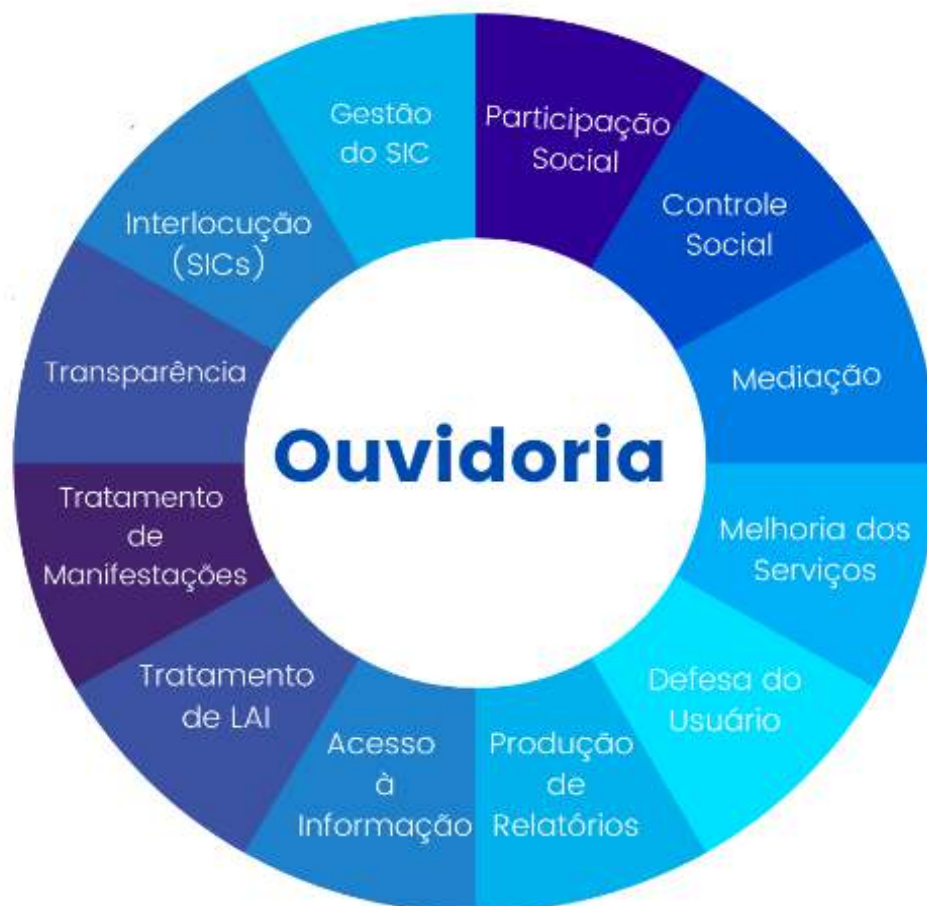 Gestão
do SIC
Participação
Social
Controle
Social
Mediação
Melhoria dos
Serviços
Defesa do
Usuário
Produção
de
Relatórios
Acesso
à
Informação
Tratamento
de LAI
Tratamento
de
Manifestações
Transparência
Interlocução
(SICs)
Ouvidoria